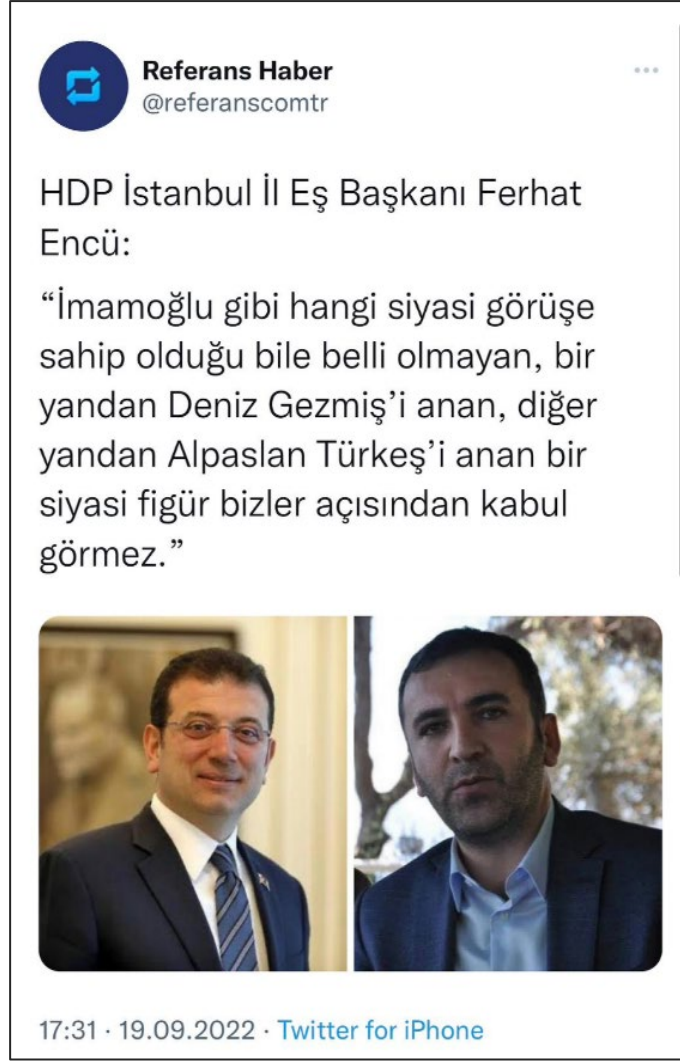 Referans Haber
@referanscomtr
HDP İstanbul İl Eş Başkanı Ferhat
Encü:
“İmamoğlu gibi hangi siyasi görüşe
sahip olduğu bile belli olmayan, bir
yandan Deniz Gezmiş’i anan, diğer
yandan Alpaslan Türkeş’i anan bir
siyasi figür bizler açısından kabul
görmez.”
17:31 · 19.09.2022 · Twitter for iPhone